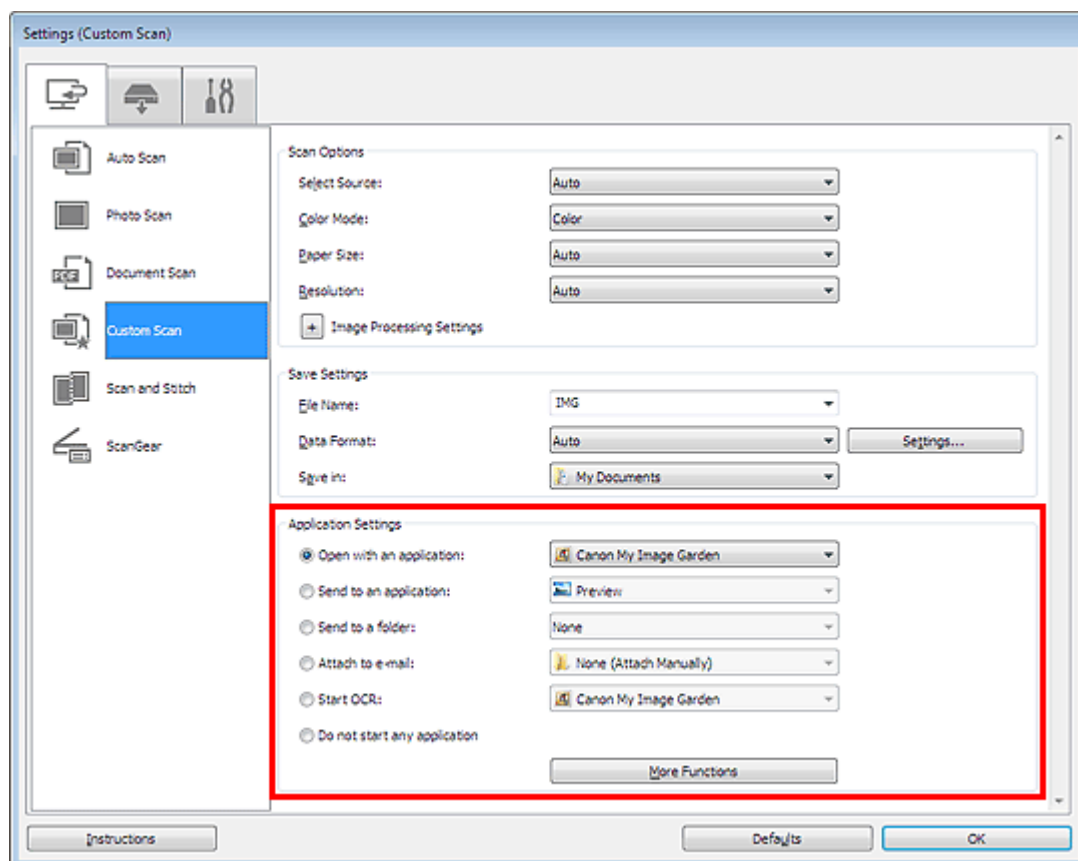 Settings (Custom Scan)
Auto Scan
Photo Scan
PDF
Document Scan
Custom Scan
Scan and Stitch
ScanGear
Scan Options
Select Source: Auto
Color Mode: Color
Paper Size: Auto
Resolution: Auto
+ Image Processing Settings
Save Settings
File Name: IMG
Data Format: Auto Settings...
Save in: My Documents
Application Settings
Open with an application: Canon My Image Garden
Send to an application: Preview
Send to a folder: None
Attach to e-mail: None (Attach Manually)
Start OCR: Canon My Image Garden
Do not start any application
More Functions
Instructions Defaults OK